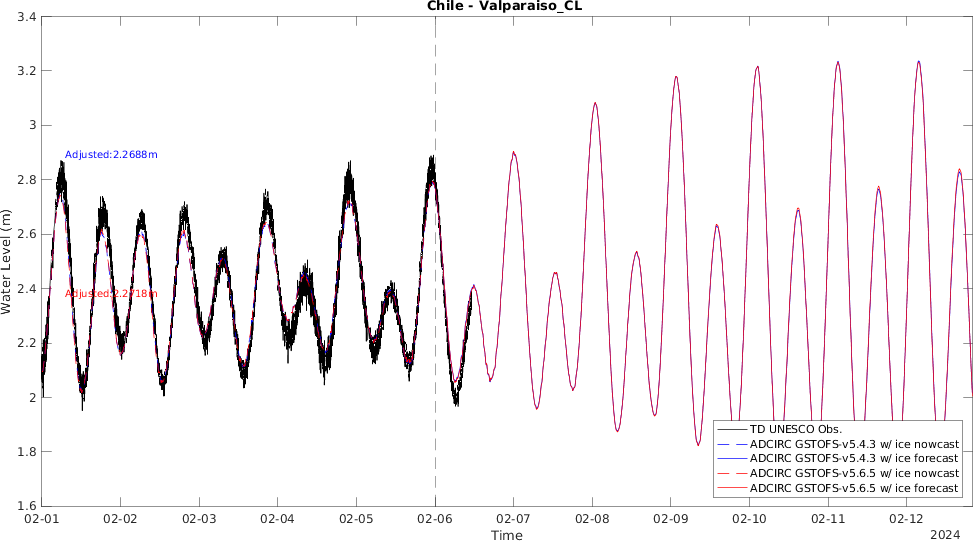 Chile - Valparaiso_CL
3.4
3.2
3
2.8
2.6
2.4
2.2
2
1.8
1.6
Water Level (m)
Adjusted:2.2688m
Adjusted:2.2718m
TD UNESCO Obs.
ADCIRC GSTOFS-v5.4.3 w/ ice nowcast
ADCIRC GSTOFS-v5.4.3 w/ ice forecast
ADCIRC GSTOFS-v5.6.5 w/ ice nowcast
ADCIRC GSTOFS-v5.6.5 w/ ice forecast
02-01 02-02 02-03 02-04 02-05 02-06 02-07 02-08 02-09 02-10 02-11 02-12
Time
2024